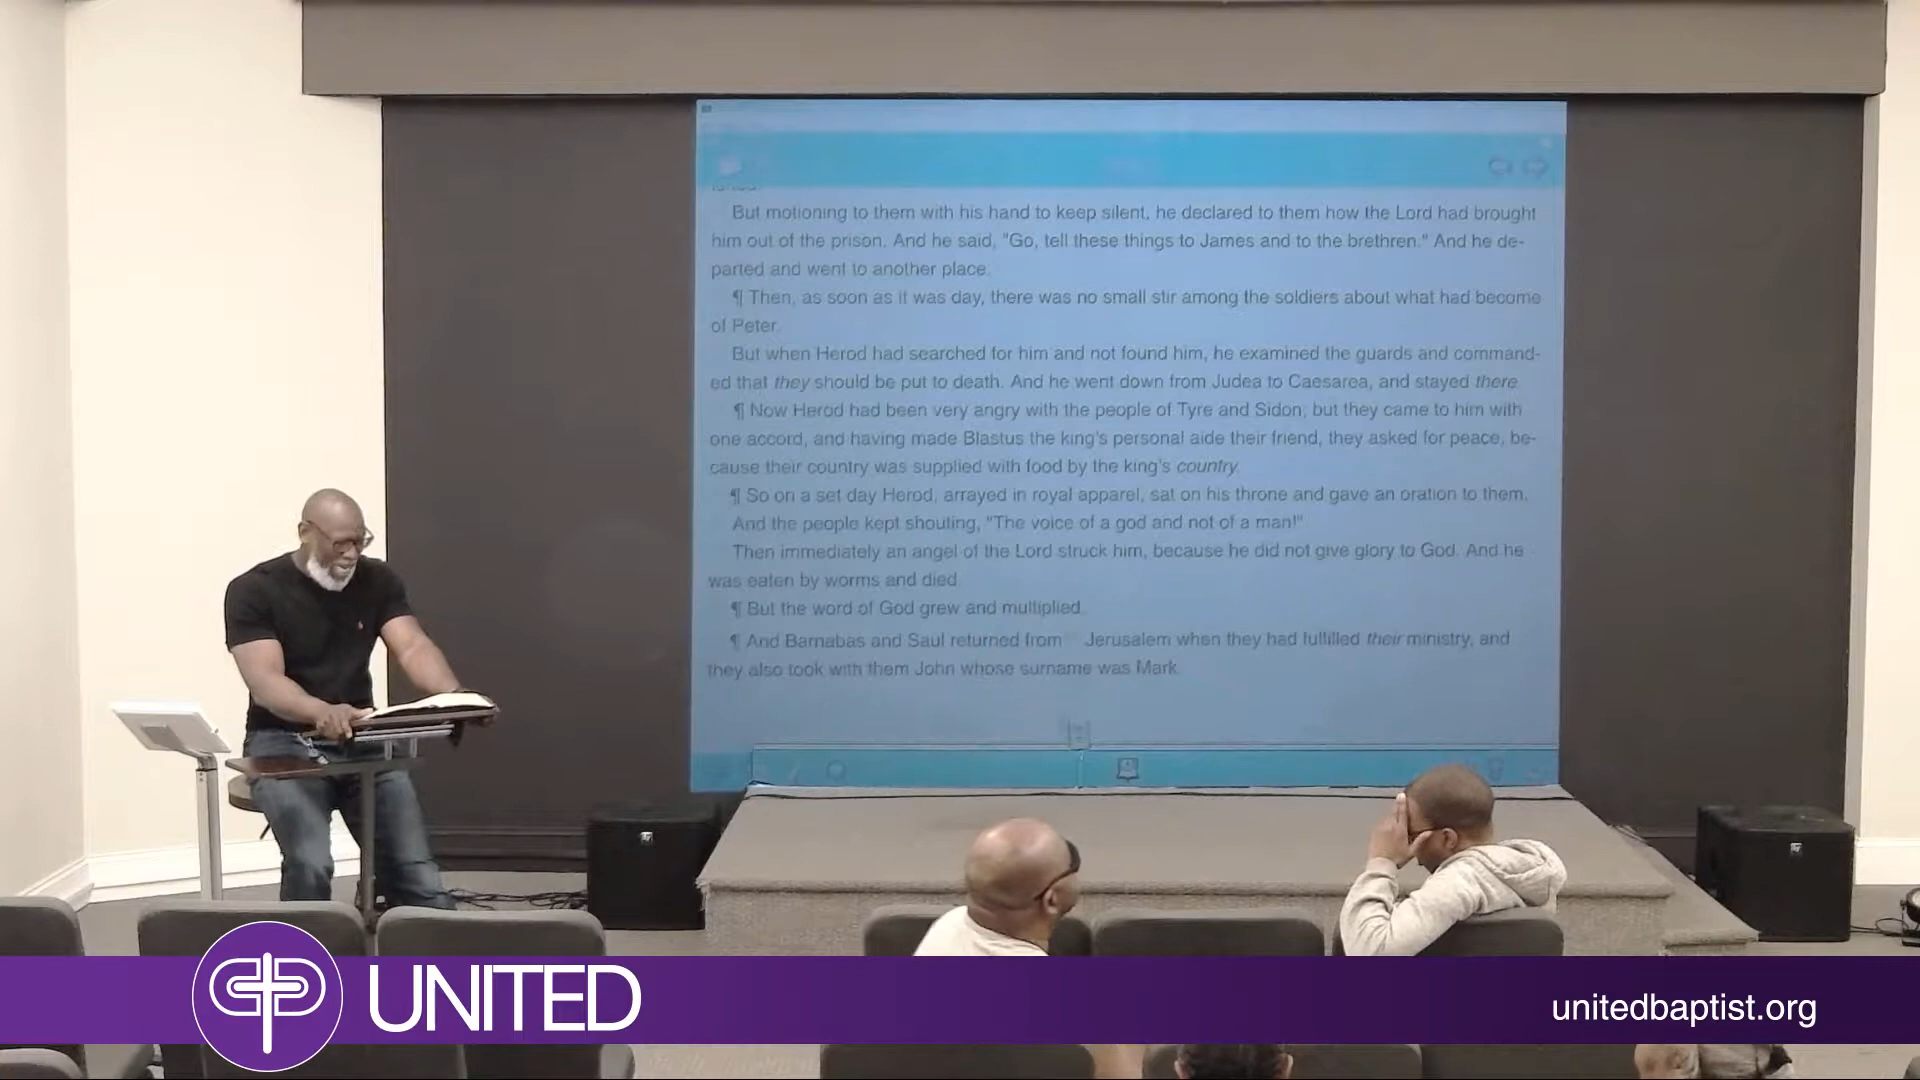 But motioning to them with his hand to keep silent, he declared to them how the Lord had brought
him out of the prison. And he said, "Go, tell these things to James and to the brethren." And he de-
parted and went to another place.
¶ Then, as soon as it was day, there was no small stir among the soldiers about what had become
of Peter.
But when Herod had searched for him and not found him, he examined the guards and command-
ed that they should be put to death. And he went down from Judea to Caesarea, and stayed there.
¶ Now Herod had been very angry with the people of Tyre and Sidon; but they came to him with
one accord, and having made Blastus the king's personal aide their friend, they asked for peace, be-
cause their country was supplied with food by the king's country.
¶ So on a set day Herod, arrayed in royal apparel, sat on his throne and gave an oration to them.
And the people kept shouting, "The voice of a god and not of a man!"
Then immediately an angel of the Lord struck him, because he did not give glory to God. And he
was eaten by worms and died.
¶ But the word of God grew and multiplied.
¶ And Barnabas and Saul returned from Jerusalem when they had fulfilled their ministry, and
they also took with them John whose surname was Mark.
UNITED
unitedbaptist.org